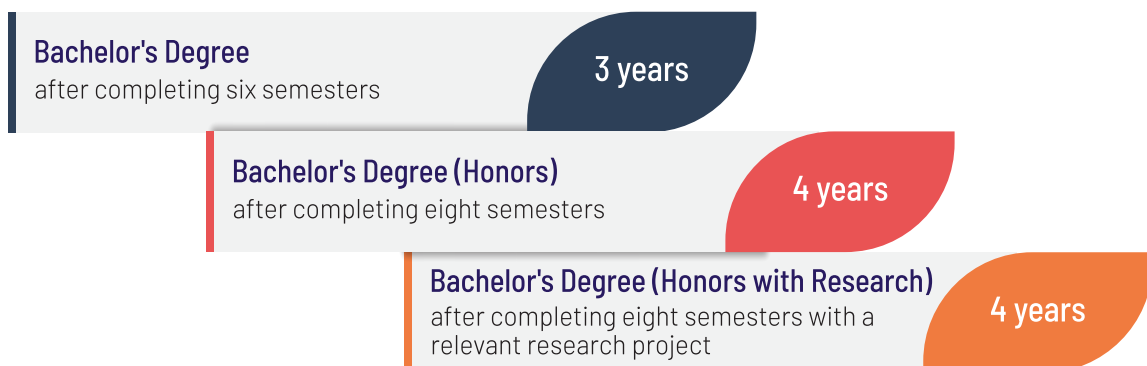 Bachelor's Degree
after completing six semesters
3 years
Bachelor's Degree (Honors)
after completing eight semesters
4 years
Bachelor's Degree (Honors with Research)
after completing eight semesters with a
relevant research project
4 years